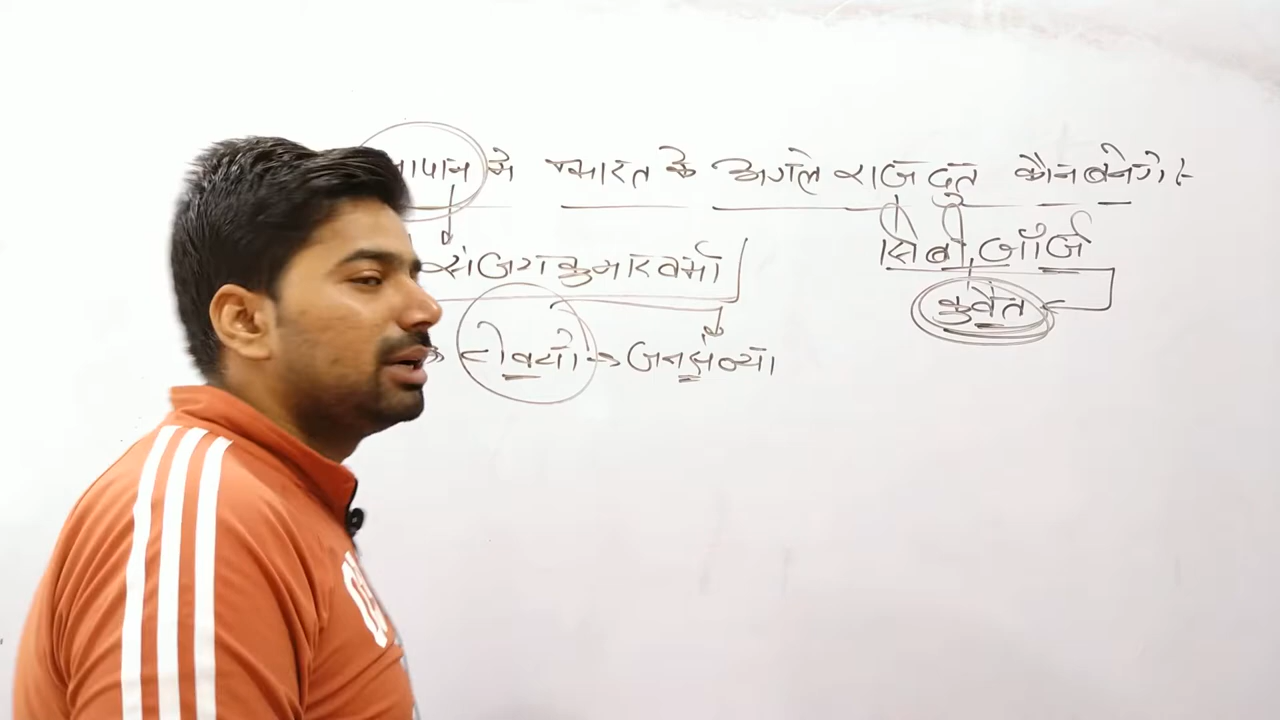 जापान मे भारत के अगले राजदुत कौन बनेगे :-
सिबी जॉर्ज
संजय कुमार वर्मा
कुवेत
टोक्यो → जनसंख्या